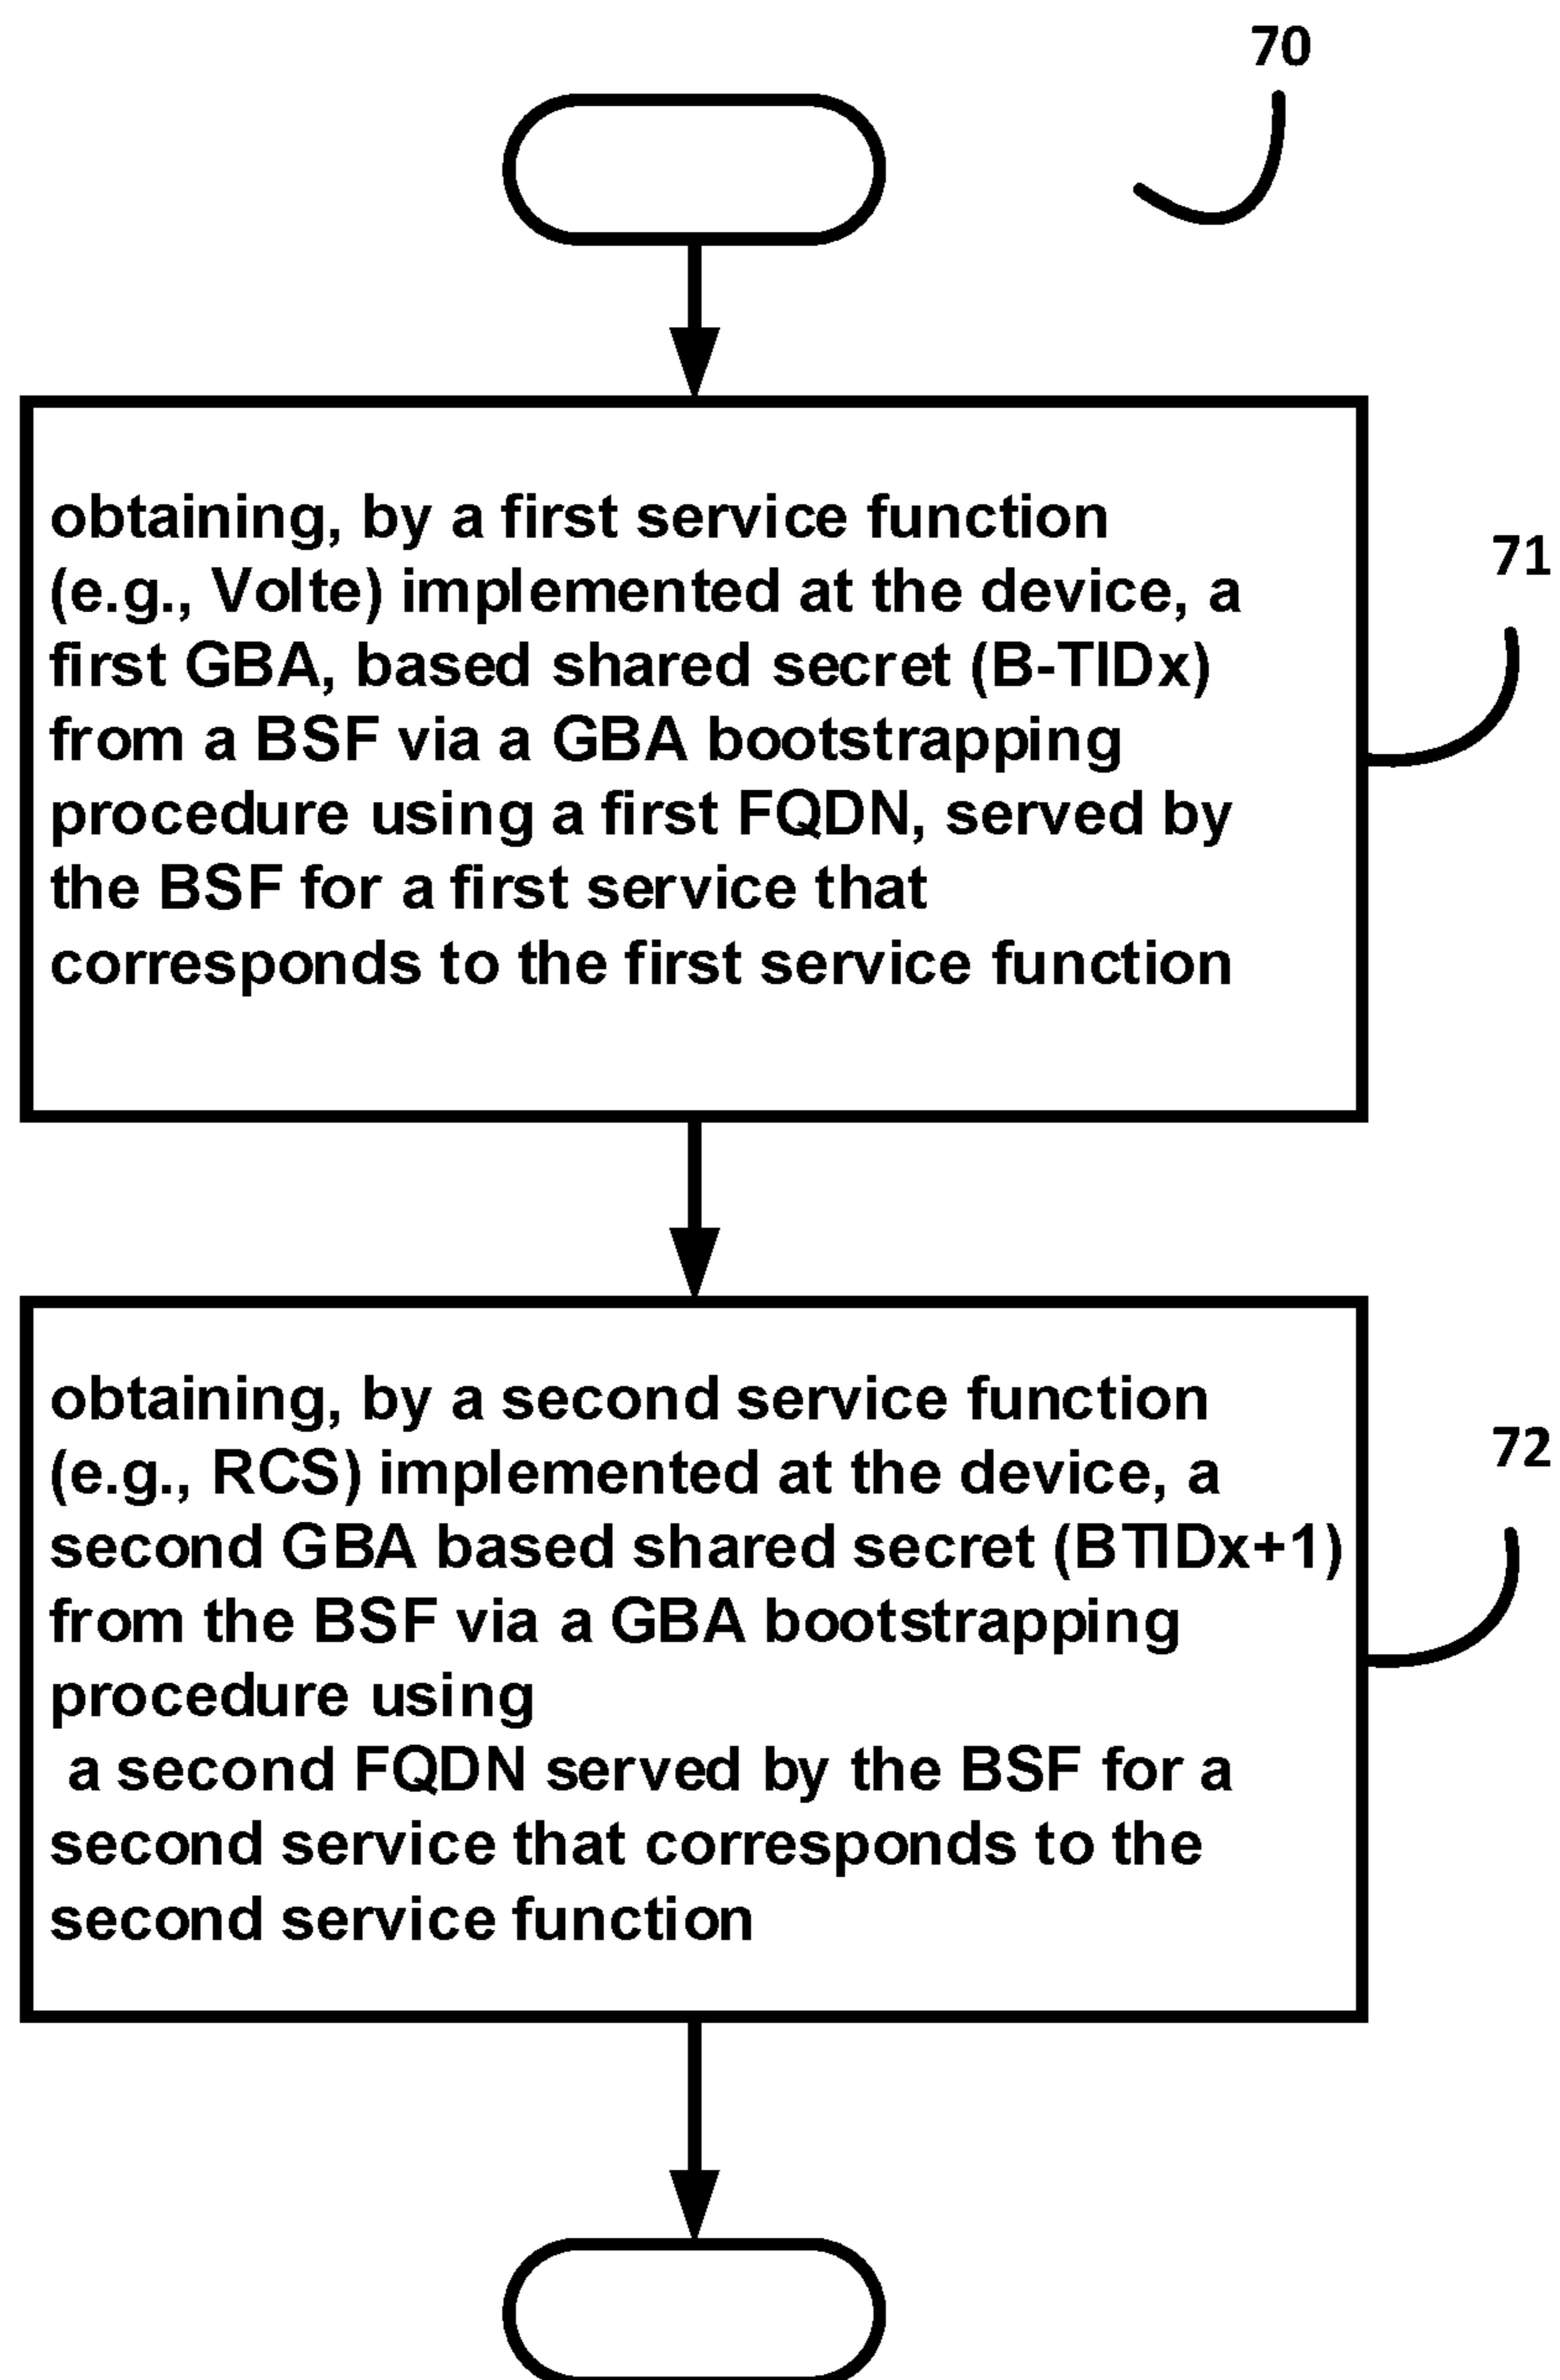 70
obtaining, by a first service function
(e.g., Volte) implemented at the device, a
first GBA, based shared secret (B-TIDx)
from a BSF via a GBA bootstrapping
procedure using a first FQDN, served by
the BSF for a first service that
corresponds to the first service function
71
obtaining, by a second service function
(e.g., RCS) implemented at the device, a
second GBA based shared secret (BTIDx+1)
from the BSF via a GBA bootstrapping
procedure using
a second FQDN served by the BSF for a
second service that corresponds to the
second service function
72